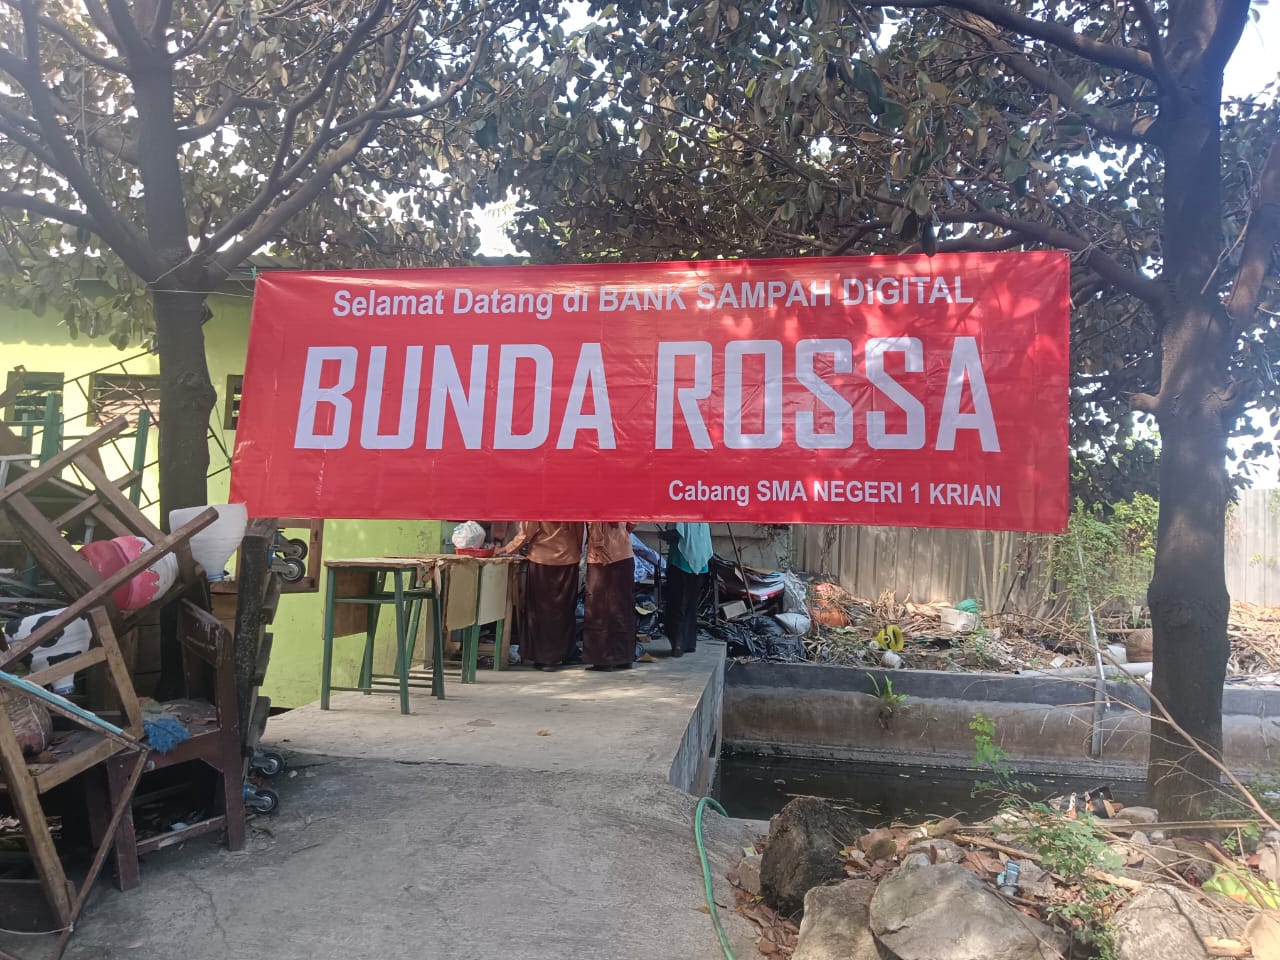 Selamat Datang di BANK SAMPAH DIGITAL
BUNDA ROSSA
Cabang SMA NEGERI 1 KRIAN